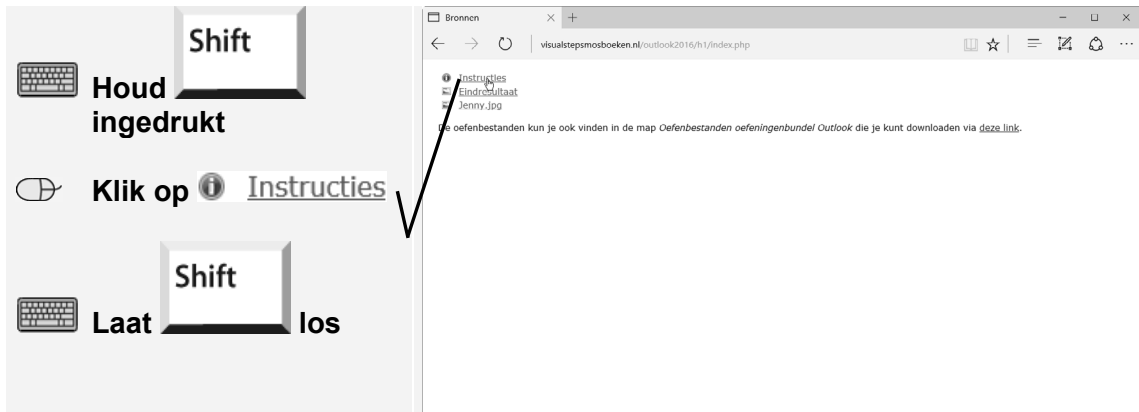 Shift
Houd
ingedrukt
Klik op Instructies
Shift
Laat los
Bronnen
visualstepsmosboeken.nl/outlook2016/h1/index.php
Instructies
Eindresultaat
Jenny.jpg
De oefenbestanden kun je ook vinden in de map Oefenbestanden oefeningenbundel Outlook die je kunt downloaden via deze link.